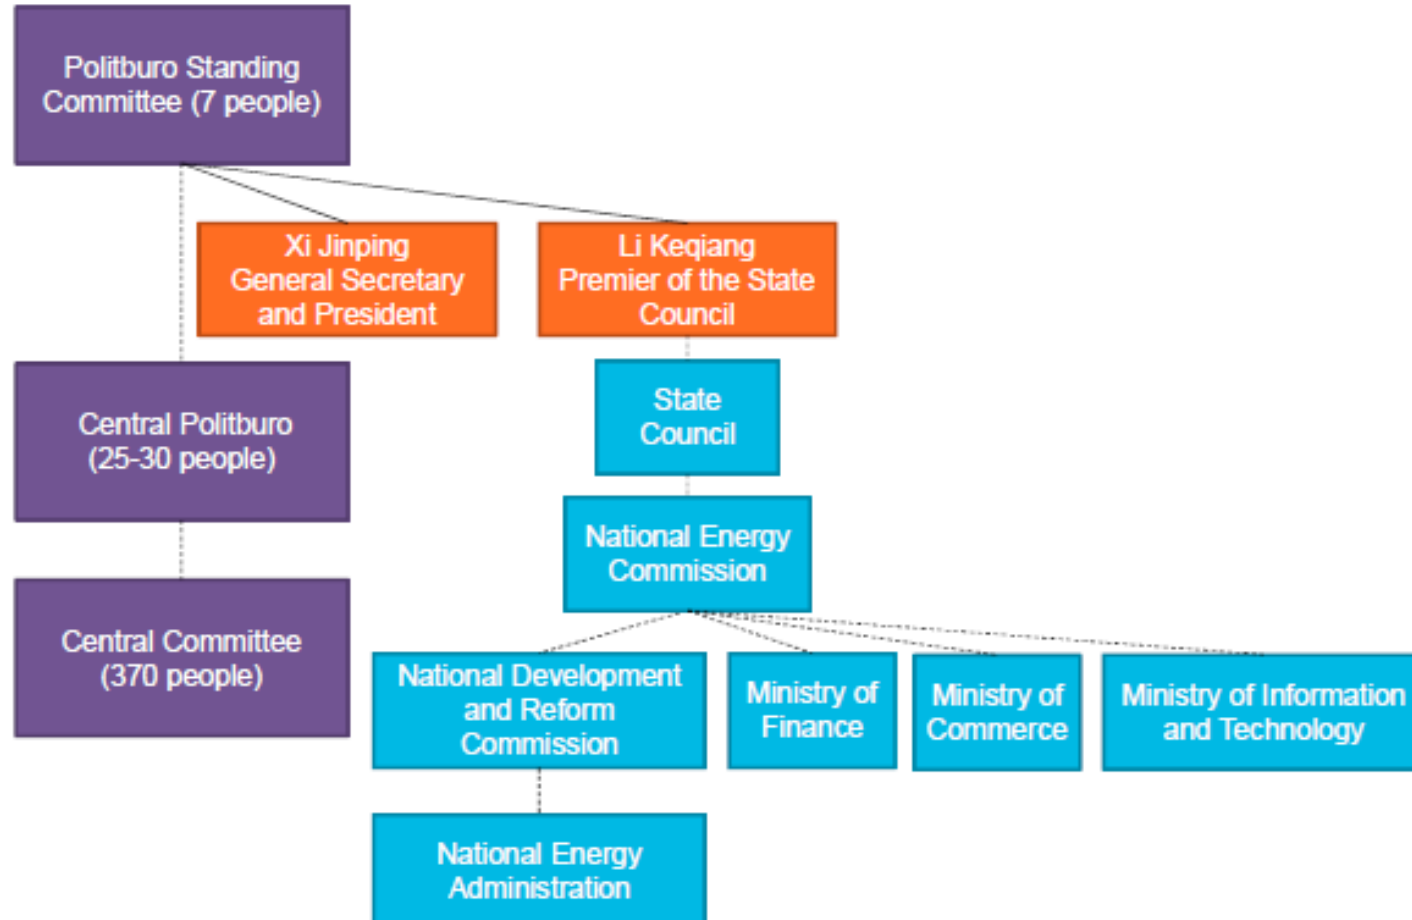 Politburo Standing
Committee (7 people)
Xi Jinping
General Secretary
and President
Li Keqiang
Premier of the State
Council
Central Politburo
(25-30 people)
State
Council
National Energy
Commission
Central Committee
(370 people)
National Development
and Reform
Commission
Ministry of
Finance
Ministry of
Commerce
Ministry of Information
and Technology
National Energy
Administration